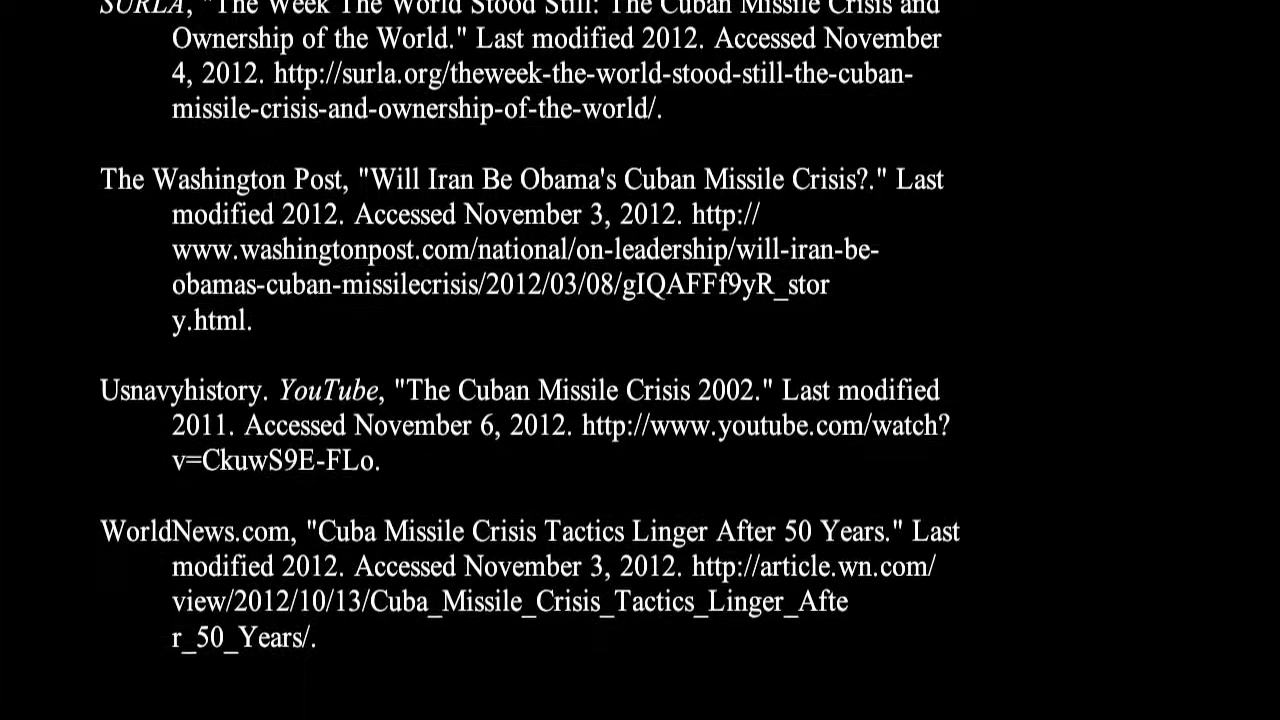 SURLA, "The Week The World Stood Still: The Cuban Missile Crisis and
Ownership of the World." Last modified 2012. Accessed November
4, 2012. http://surla.org/theweek-the-world-stood-still-the-cuban-
missile-crisis-and-ownership-of-the-world/.
The Washington Post, "Will Iran Be Obama's Cuban Missile Crisis?." Last
modified 2012. Accessed November 3, 2012. http://
www.washingtonpost.com/national/on-leadership/will-iran-be-
obamas-cuban-missilecrisis/2012/03/08/gIQAFFf9yR_stor
y.html.
Usnavyhistory. YouTube, "The Cuban Missile Crisis 2002." Last modified
2011. Accessed November 6, 2012. http://www.youtube.com/watch?
v=CkuwS9E-FLo.
WorldNews.com, "Cuba Missile Crisis Tactics Linger After 50 Years." Last
modified 2012. Accessed November 3, 2012. http://article.wn.com/
view/2012/10/13/Cuba_Missile_Crisis_Tactics_Linger_Afte
r_50_Years/.